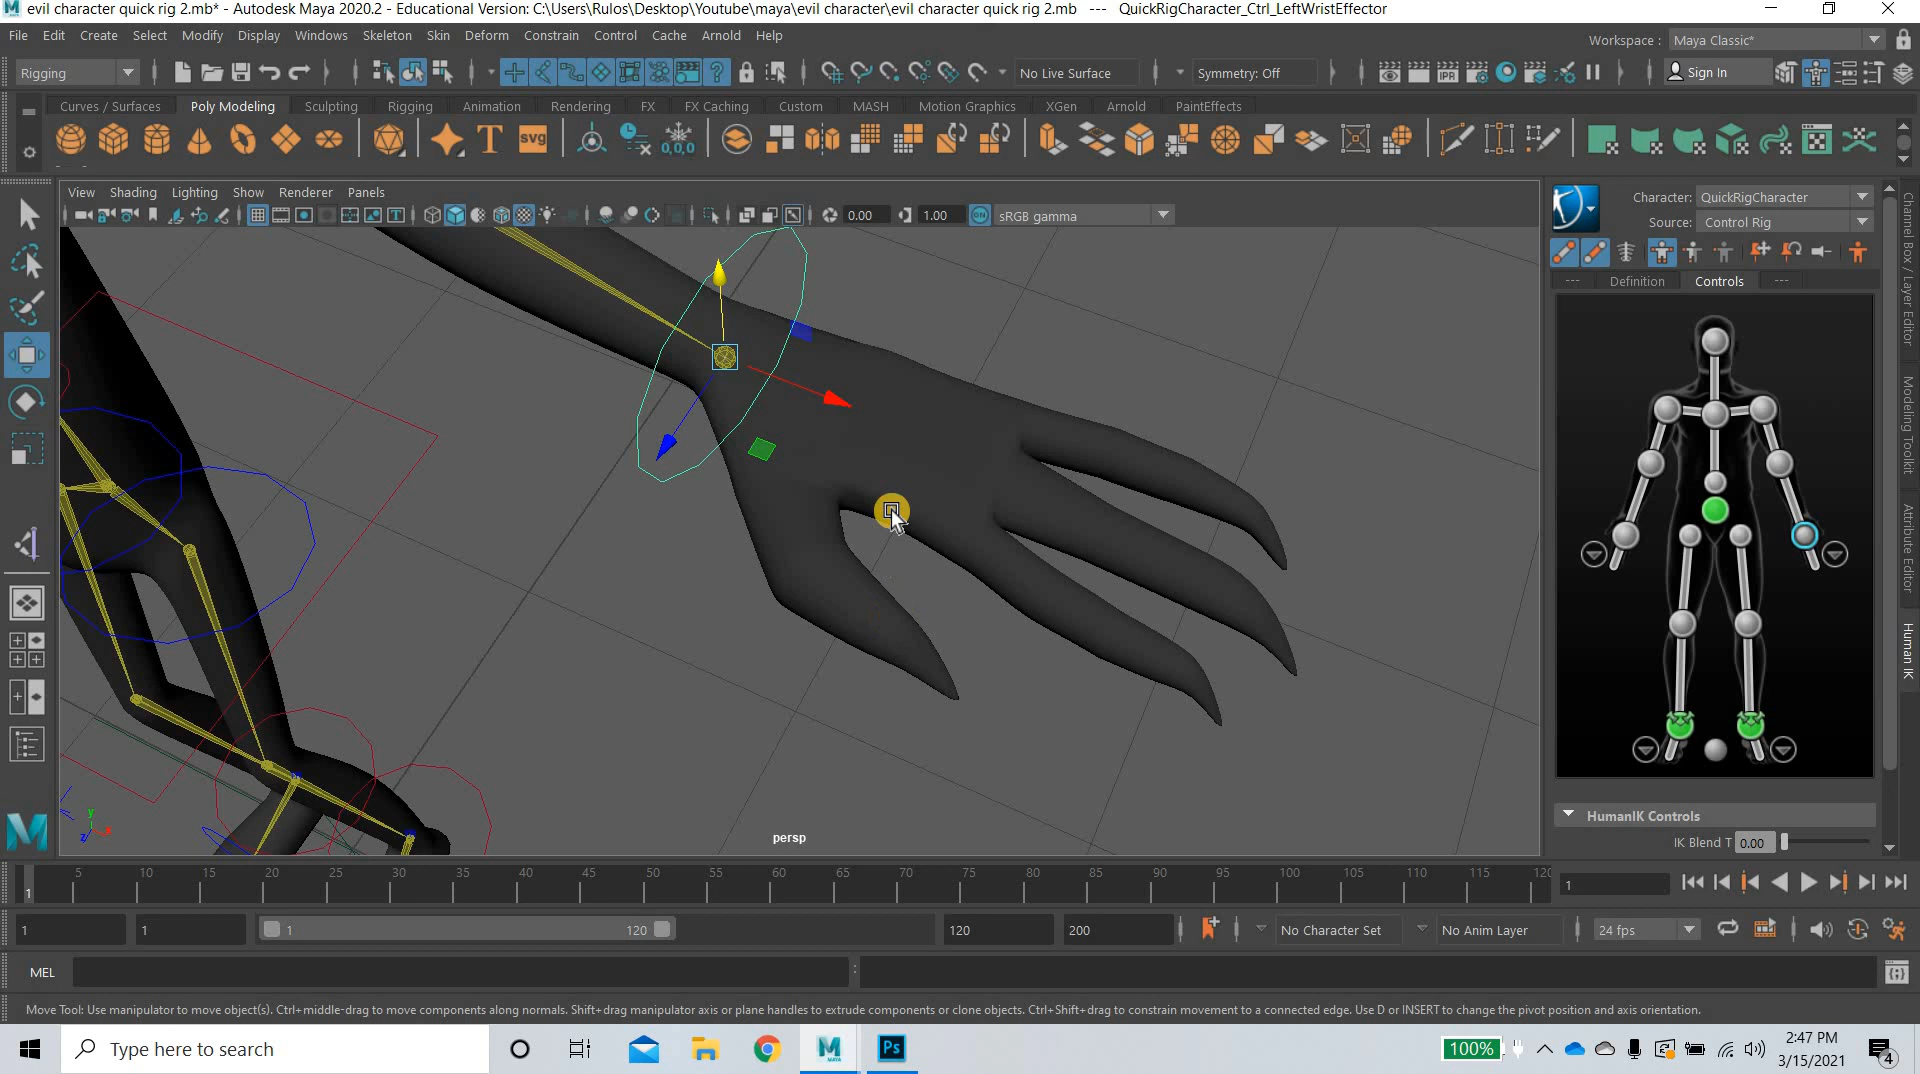 evil character quick rig 2.mb* - Autodesk Maya 2020.2 - Educational Version: C:\Users\Rulos\Desktop\Youtube\maya\evil character\evil character quick rig 2.mb --- QuickRigCharacter_Ctrl_LeftWristEffector
File Edit Create Select Modify Display Windows Skeleton Skin Deform Constrain Control Cache Arnold Help
Workspace : Maya Classic*
Rigging No Live Surface Symmetry: Off IPR Sign In
Curves / Surfaces Poly Modeling Sculpting Rigging Animation Rendering FX FX Caching Custom MASH Motion Graphics XGen Arnold PaintEffects
T svg 0,0,0
View Shading Lighting Show Renderer Panels
0.00 1.00 ON sRGB gamma
Character: QuickRigCharacter
Source: Control Rig
--- Definition Controls ---
Channel Box / Layer Editor
Modeling Toolkit
Attribute Editor
Human IK
y
x
z
persp
HumanIK Controls
IK Blend T 0.00
1 5 10 15 20 25 30 35 40 45 50 55 60 65 70 75 80 85 90 95 100 105 110 115 120
1
1 1 1 120 120 200 No Character Set No Anim Layer 24 fps
MEL
Move Tool: Use manipulator to move object(s). Ctrl+middle-drag to move components along normals. Shift+drag manipulator axis or plane handles to extrude components or clone objects. Ctrl+Shift+drag to constrain movement to a connected edge. Use D or INSERT to change the pivot position and axis orientation.
Type here to search
MAYA
Ps
100%
2:47 PM
3/15/2021
4